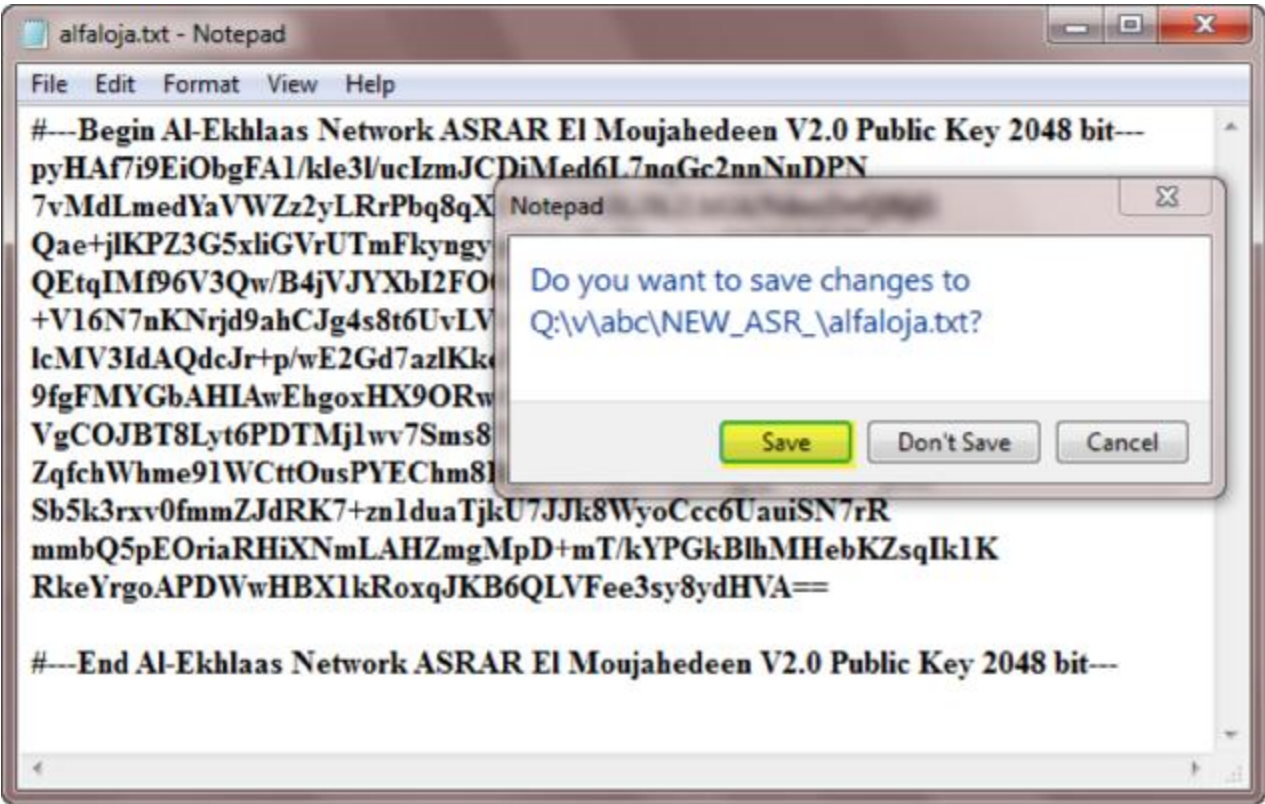 alfaloja.txt - Notepad
File Edit Format View Help
#---Begin Al-Ekhlaas Network ASRAR El Moujahedeen V2.0 Public Key 2048 bit---
pyHAf7i9EiObgFA1/kle3l/ucIzmJCDiMed6L7nqGc2nnNuDPN
7vMdLmedYaVWZz2yLRrPbq8qX
Qae+jlKPZ3G5xliGVrUTmFkyngy
QEtqIMf96V3Qw/B4jVJYXbI2FO
+V16N7nKNrjd9ahCJg4s8t6UvLV
lcMV3IdAQdcJr+p/wE2Gd7azlKk
9fgFMYGbAHIAwEhgoxHX9ORw
VgCOJBT8Lyt6PDTMj1wv7Sms8
ZqfchWhme91WCttOusPYEChm8
Sb5k3rxv0fmmZJdRK7+zn1duaTjkU7JJk8WyoCcc6UauiSN7rR
mmbQ5pEOriaRHiXNmLAHZmgMpD+mT/kYPGkBlhMHebKZsqIk1K
RkeYrgoAPDWwHBX1kRoxqJKB6QLVFee3sy8ydHVA==
#---End Al-Ekhlaas Network ASRAR El Moujahedeen V2.0 Public Key 2048 bit---
Notepad
Do you want to save changes to
Q:\v\abc\NEW_ASR_\alfaloja.txt?
Save Don't Save Cancel